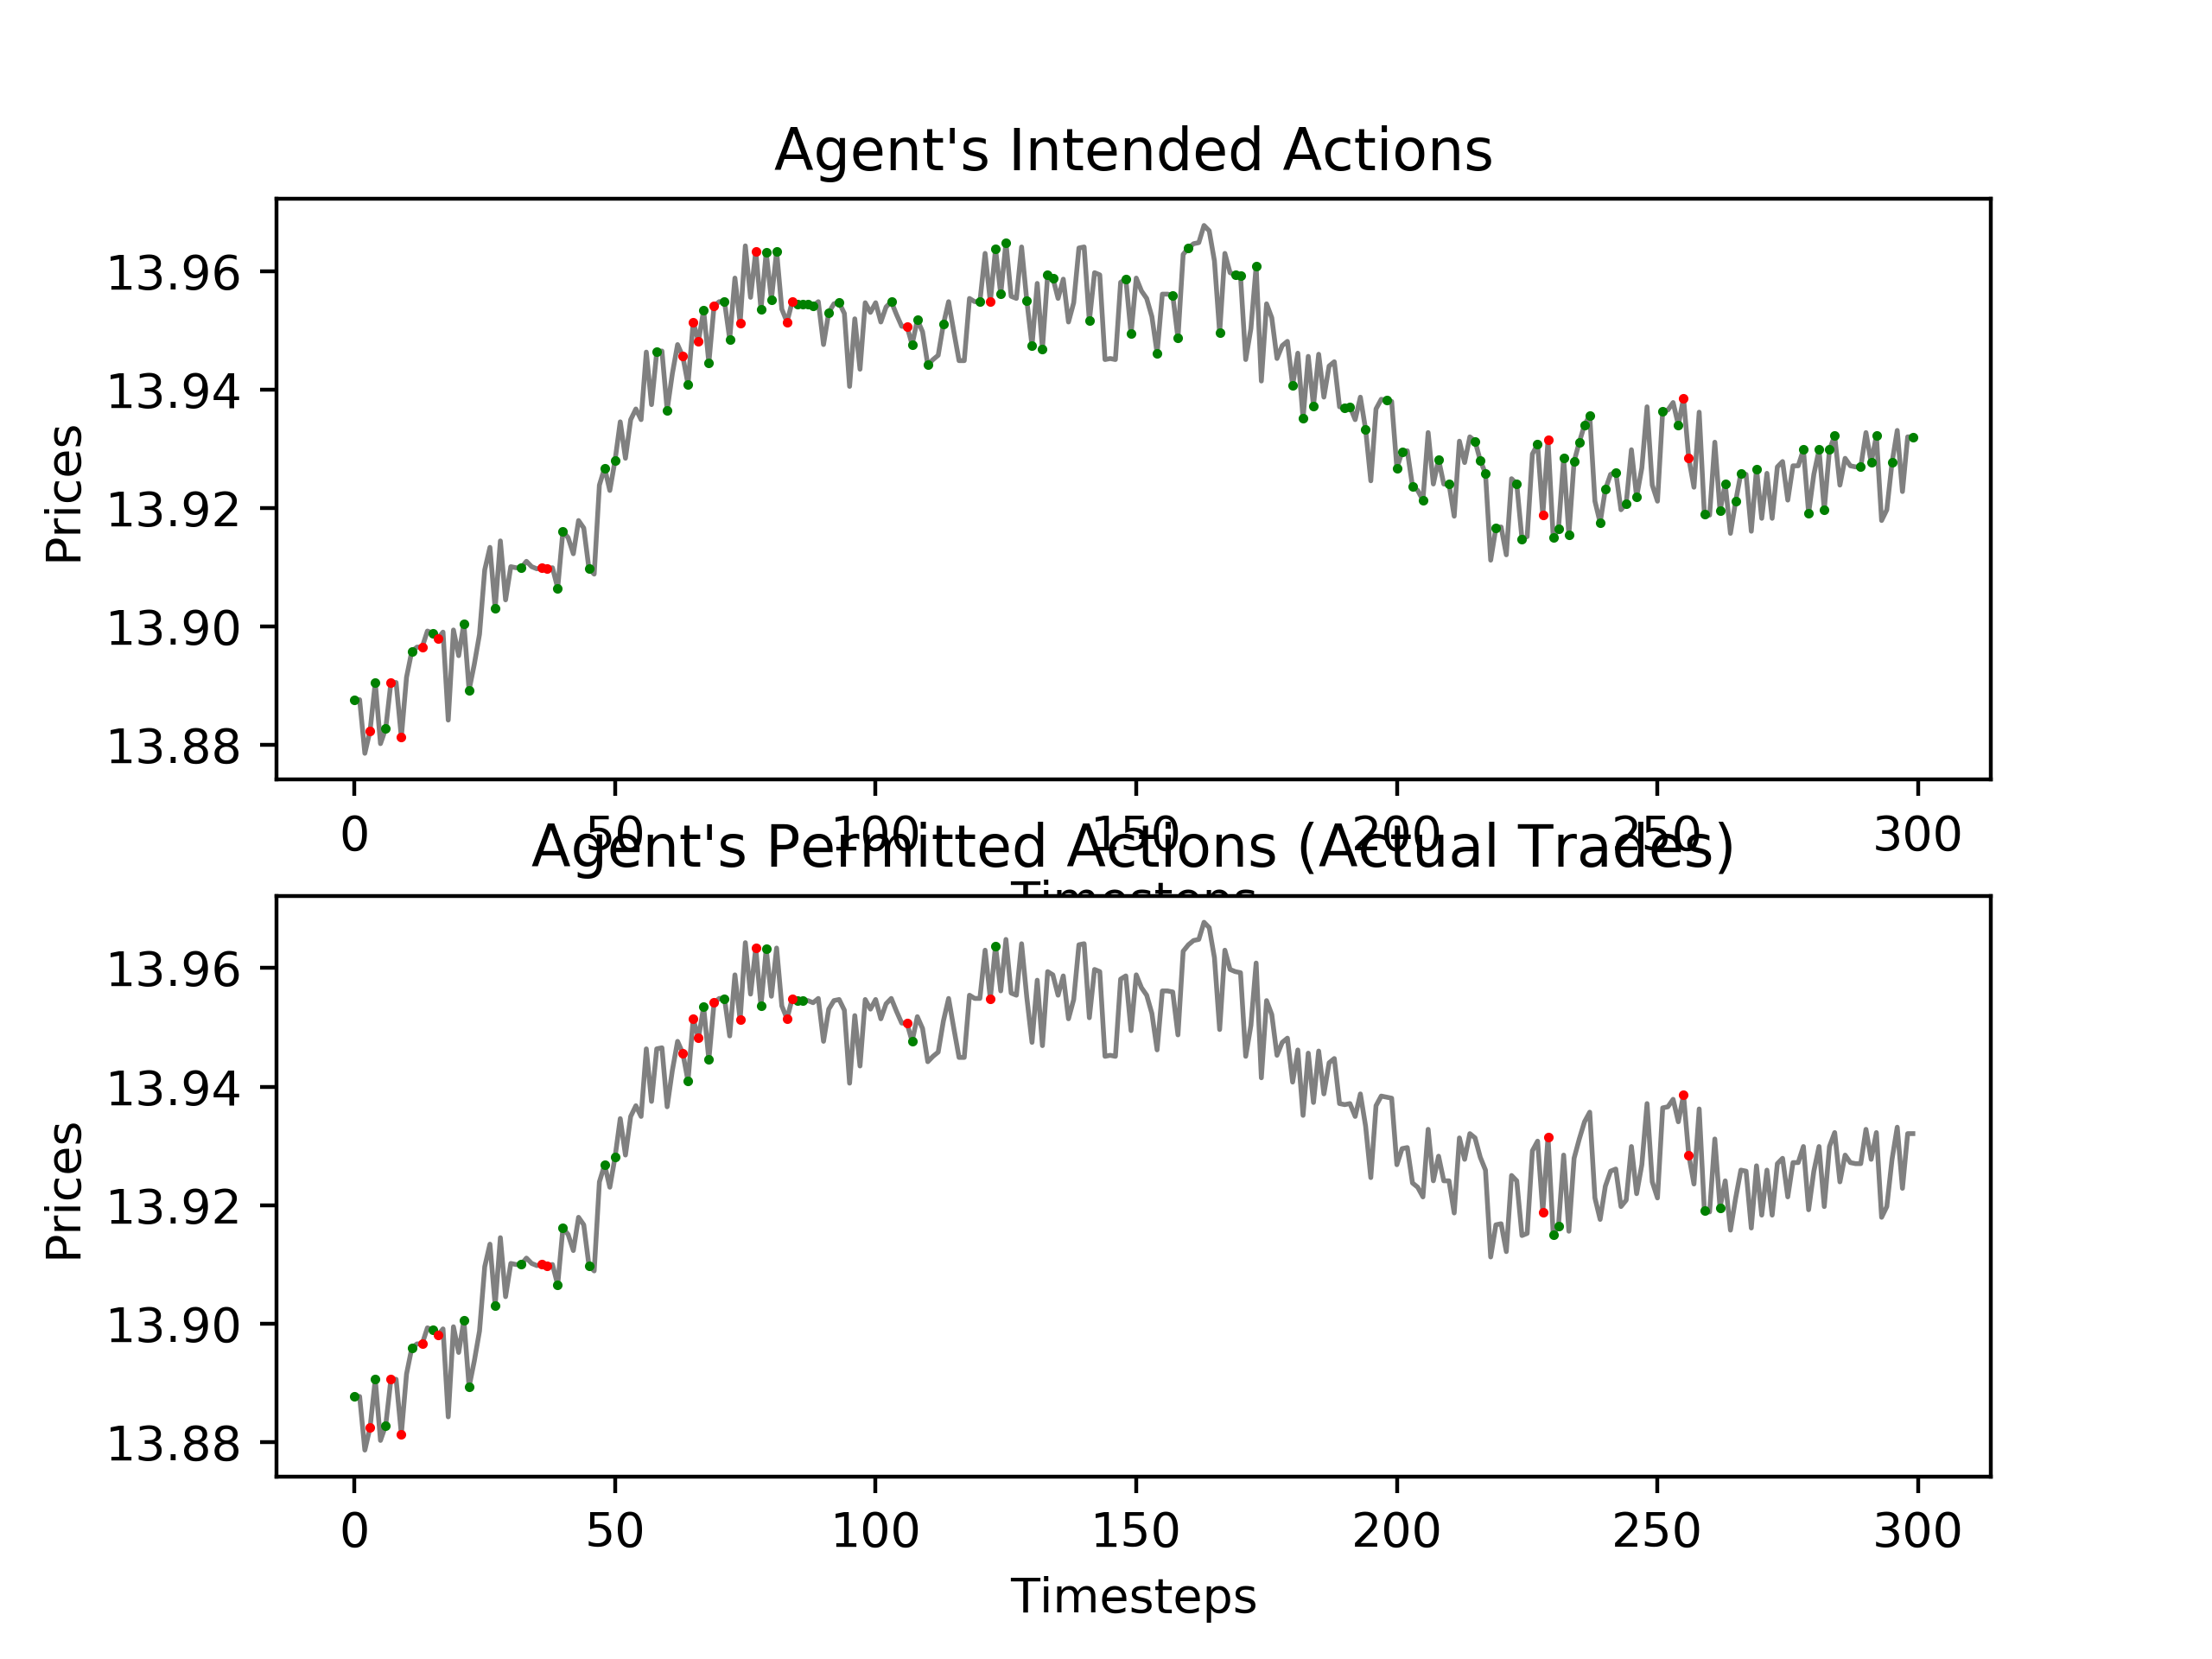 Agent's Intended Actions
13.96
13.94
13.92
13.90
13.88
Prices
0 50 100 150 200 250 300
Timesteps
Agent's Permitted Actions (Actual Trades)
13.96
13.94
13.92
13.90
13.88
Prices
0 50 100 150 200 250 300
Timesteps